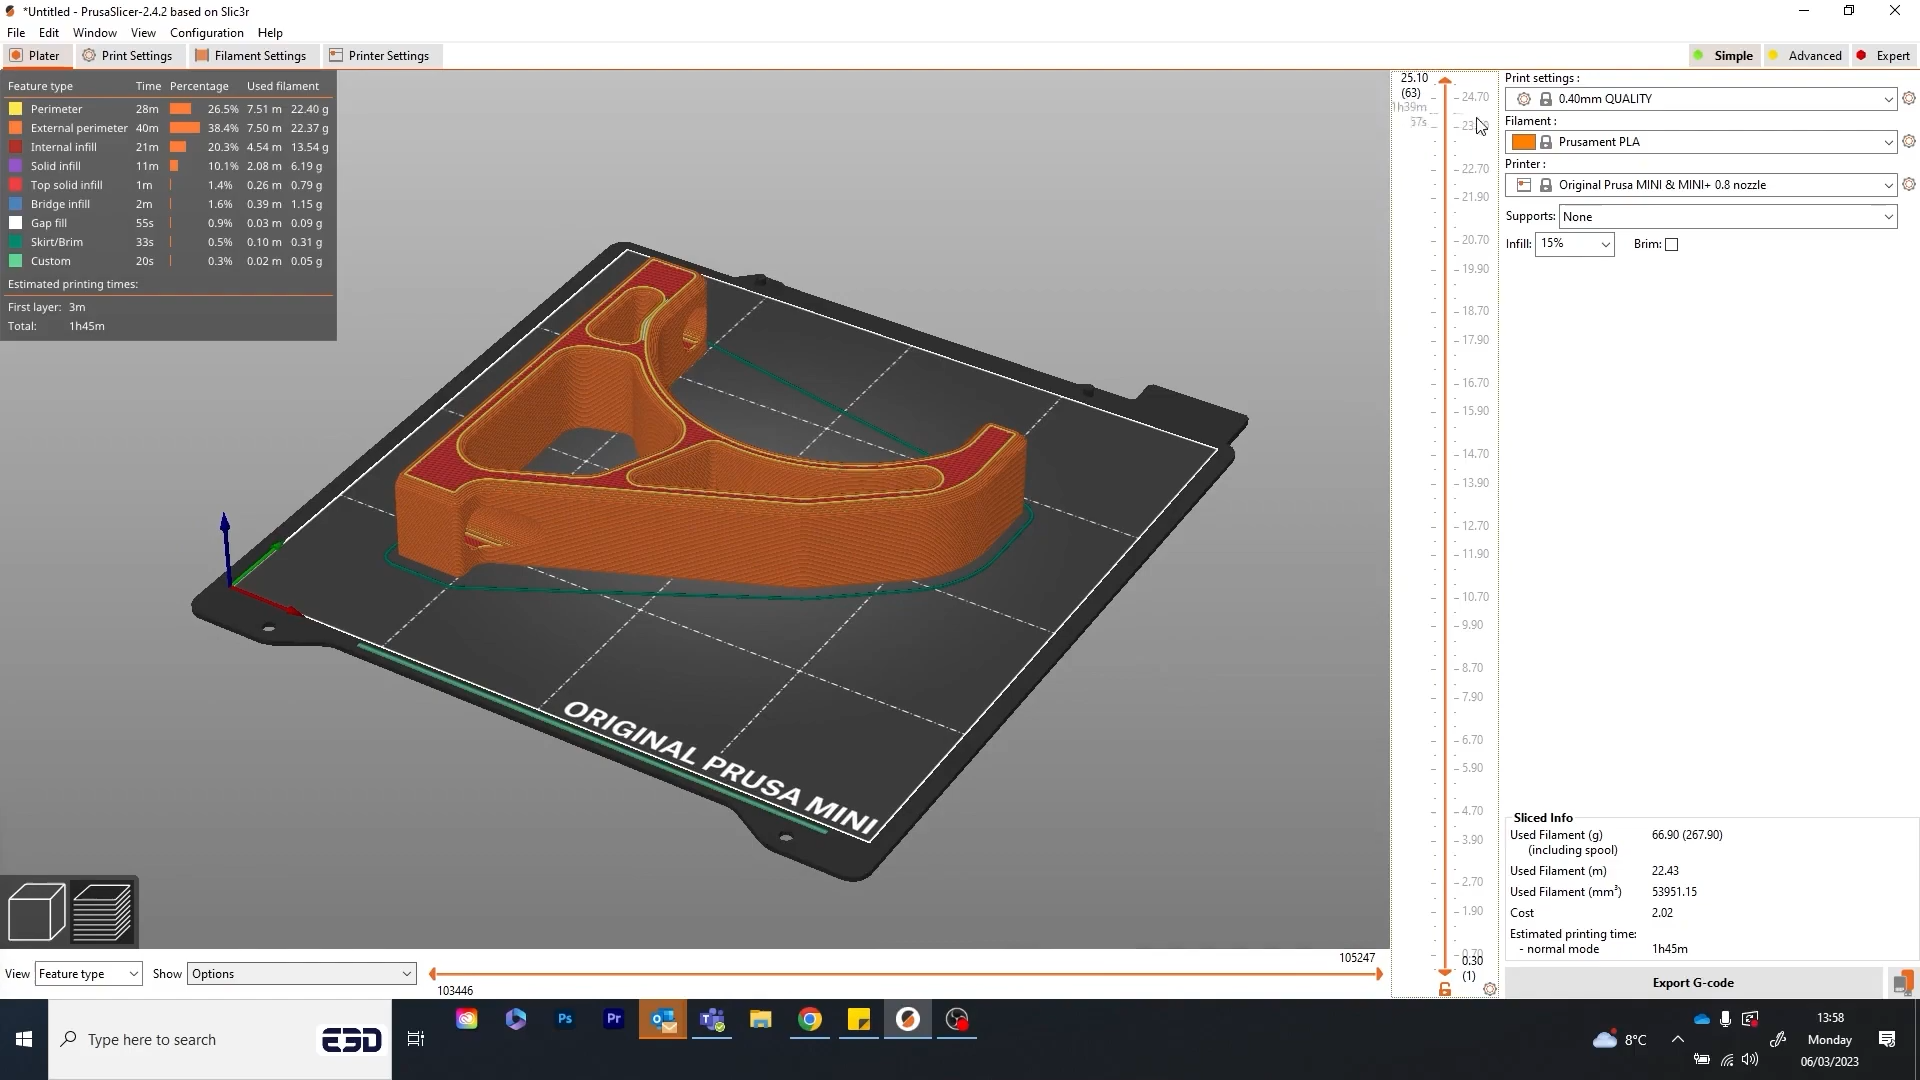 *Untitled - PrusaSlicer-2.4.2 based on Slic3r
File Edit Window View Configuration Help
Plater Print Settings Filament Settings Printer Settings
Simple Advanced Expert
Feature type Time Percentage Used filament
Perimeter 28m 26.5% 7.51 m 22.40 g
External perimeter 40m 38.4% 7.50 m 22.37 g
Internal infill 21m 20.3% 4.54 m 13.54 g
Solid infill 11m 10.1% 2.08 m 6.19 g
Top solid infill 1m 1.4% 0.26 m 0.79 g
Bridge infill 2m 1.6% 0.39 m 1.15 g
Gap fill 55s 0.9% 0.03 m 0.09 g
Skirt/Brim 33s 0.5% 0.10 m 0.31 g
Custom 20s 0.3% 0.02 m 0.05 g
Estimated printing times:
First layer: 3m
Total: 1h45m
ORIGINAL PRUSA MINI
25.10
(63)
1h39m
57s
24.70
22.70
21.90
20.70
19.90
18.70
17.90
16.70
15.90
14.70
13.90
12.70
11.90
10.70
9.90
8.70
7.90
6.70
5.90
4.70
3.90
2.70
1.90
0.70
0.30
(1)
Print settings :
0.40mm QUALITY
Filament :
Prusament PLA
Printer :
Original Prusa MINI & MINI+ 0.8 nozzle
Supports: None
Infill: 15% Brim:
Sliced Info
Used Filament (g) 66.90 (267.90)
(including spool)
Used Filament (m) 22.43
Used Filament (mm³) 53951.15
Cost 2.02
Estimated printing time:
- normal mode 1h45m
Export G-code
View Feature type Show Options
105247
103446
Type here to search
E3D
Ps
Pr
8°C
13:58
Monday
06/03/2023